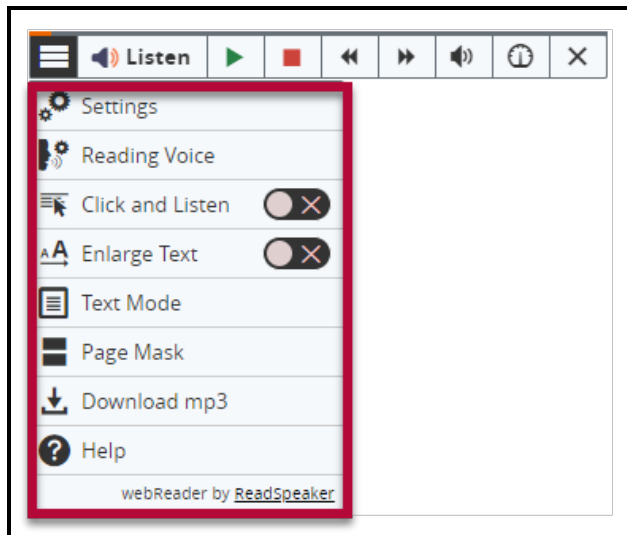 Listen
Settings
Reading Voice
Click and Listen
Enlarge Text
Text Mode
Page Mask
Download mp3
Help
webReader by ReadSpeaker